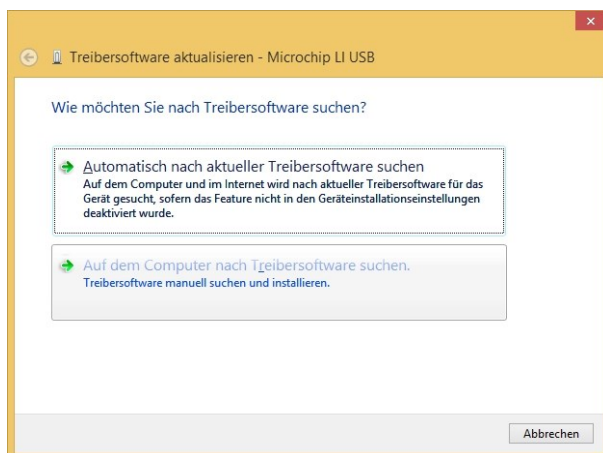 Treibersoftware aktualisieren - Microchip LI USB
Wie möchten Sie nach Treibersoftware suchen?
Automatisch nach aktueller Treibersoftware suchen
Auf dem Computer und im Internet wird nach aktueller Treibersoftware für das
Gerät gesucht, sofern das Feature nicht in den Geräteinstallationseinstellungen
deaktiviert wurde.
Auf dem Computer nach Treibersoftware suchen.
Treibersoftware manuell suchen und installieren.
Abbrechen